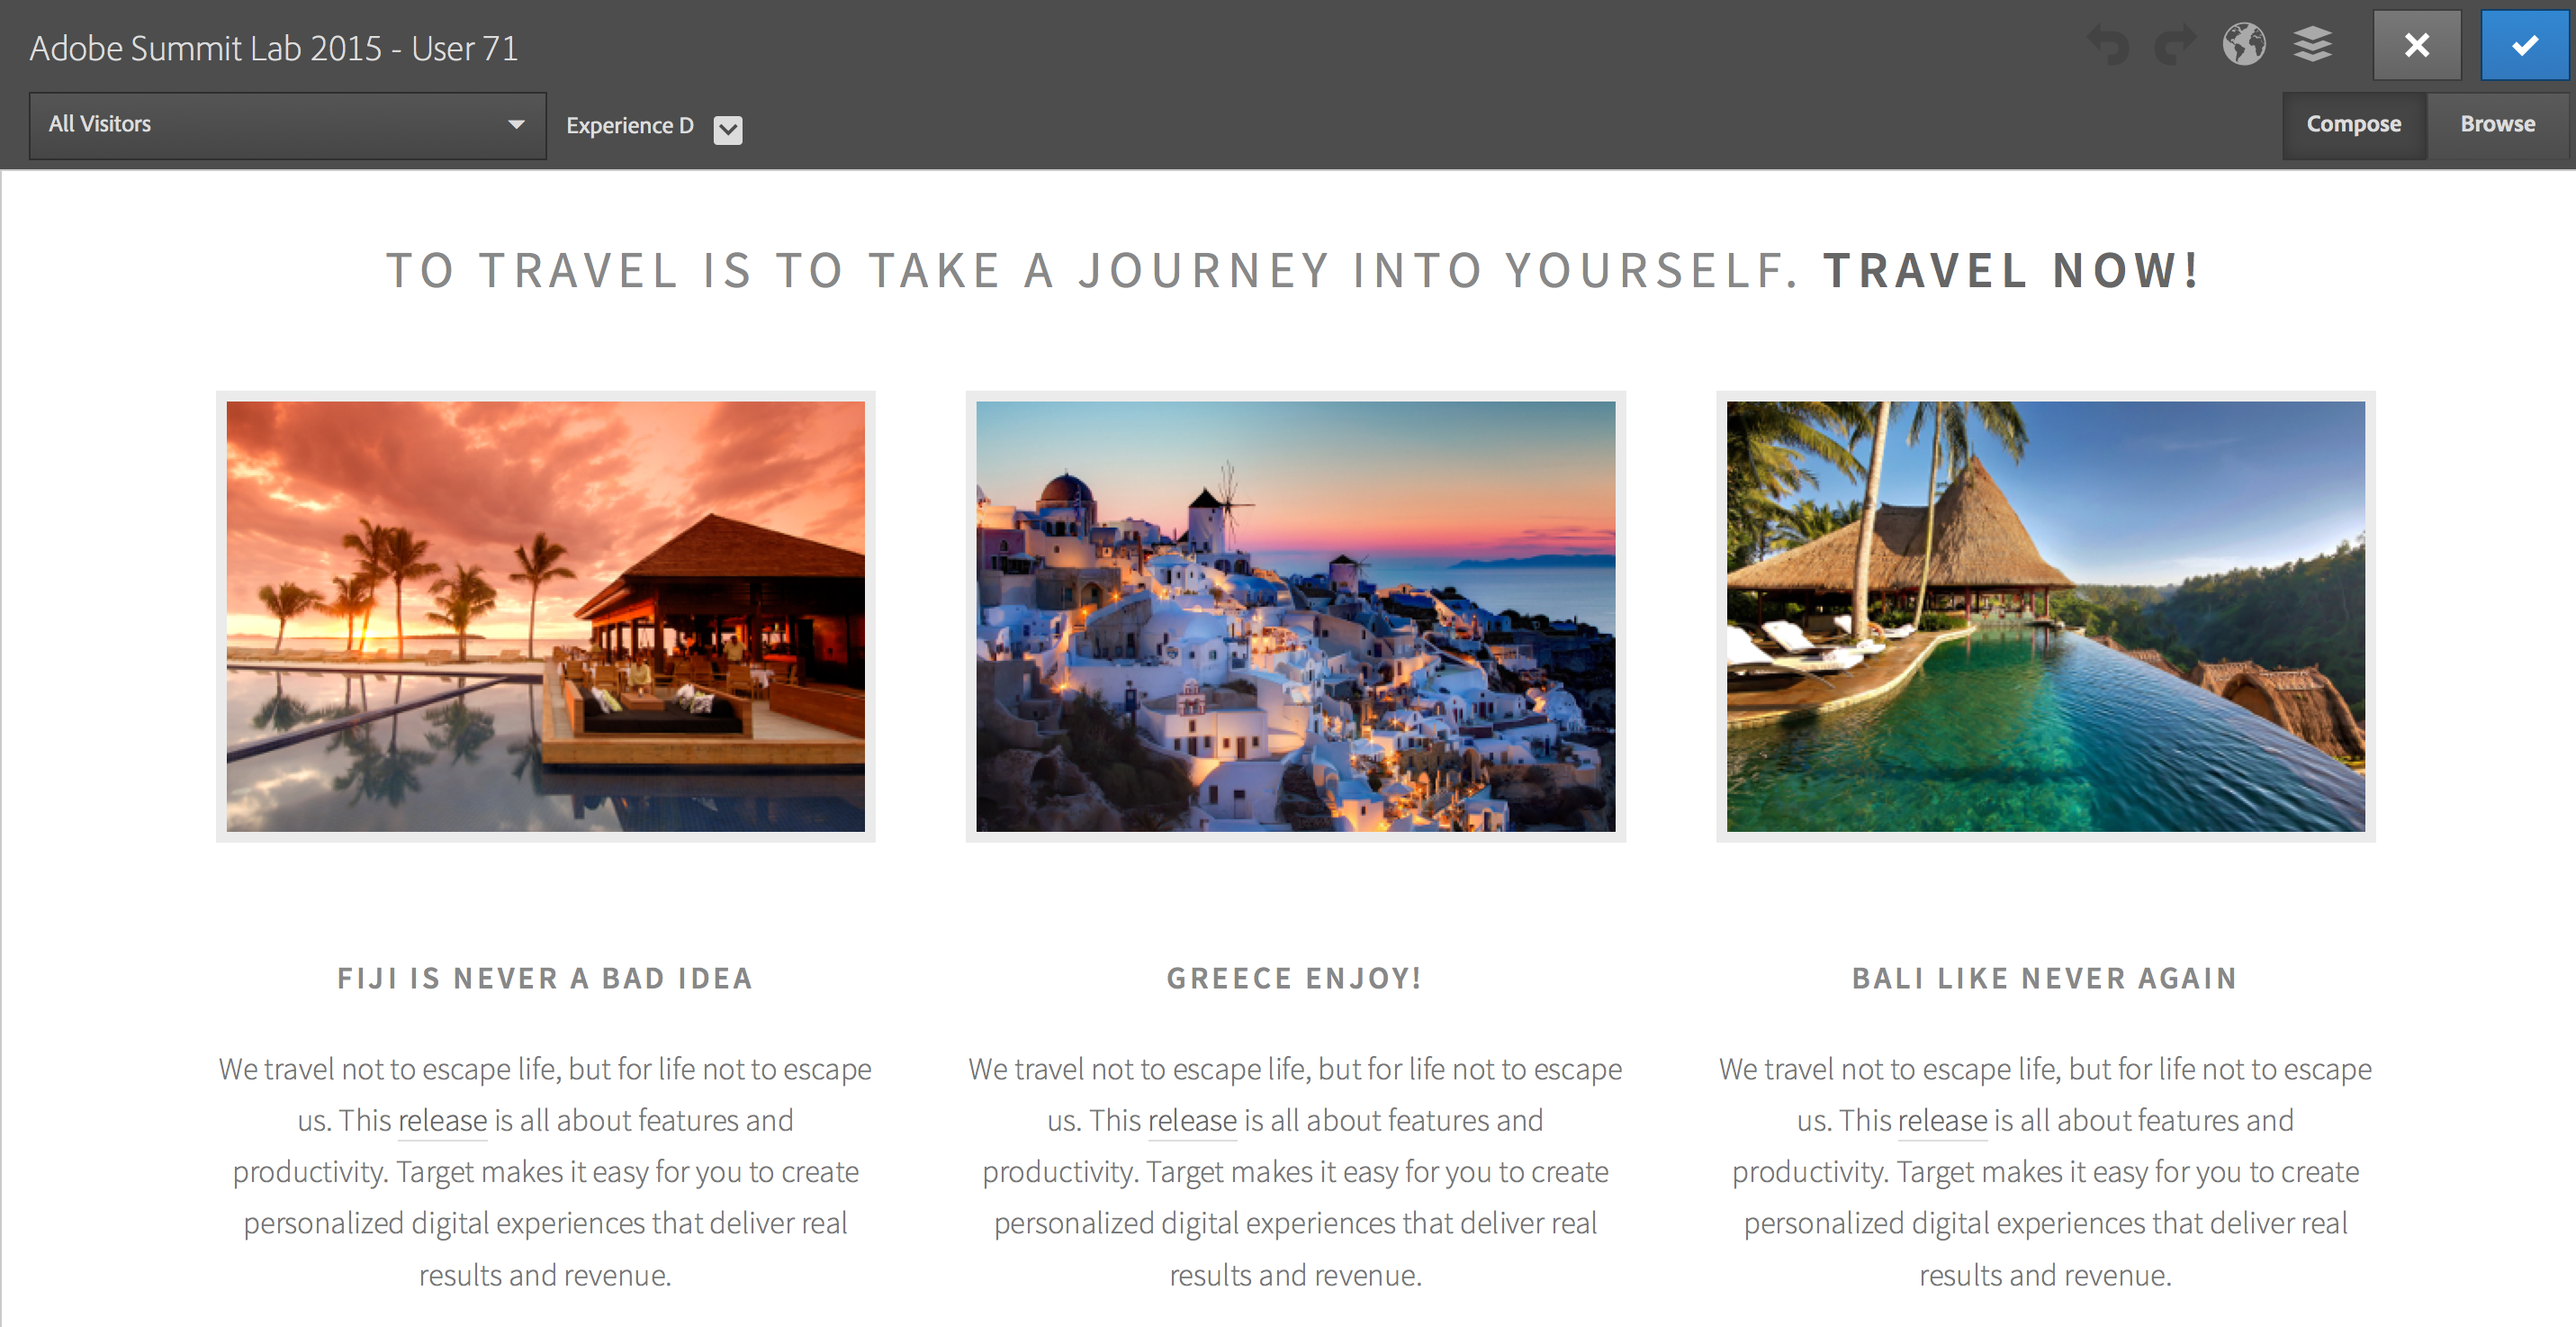 Adobe Summit Lab 2015 - User 71
All Visitors
Experience D
Compose
Browse
TO TRAVEL IS TO TAKE A JOURNEY INTO YOURSELF. TRAVEL NOW!
FIJI IS NEVER A BAD IDEA
We travel not to escape life, but for life not to escape
us. This release is all about features and
productivity. Target makes it easy for you to create
personalized digital experiences that deliver real
results and revenue.
GREECE ENJOY!
We travel not to escape life, but for life not to escape
us. This release is all about features and
productivity. Target makes it easy for you to create
personalized digital experiences that deliver real
results and revenue.
BALI LIKE NEVER AGAIN
We travel not to escape life, but for life not to escape
us. This release is all about features and
productivity. Target makes it easy for you to create
personalized digital experiences that deliver real
results and revenue.